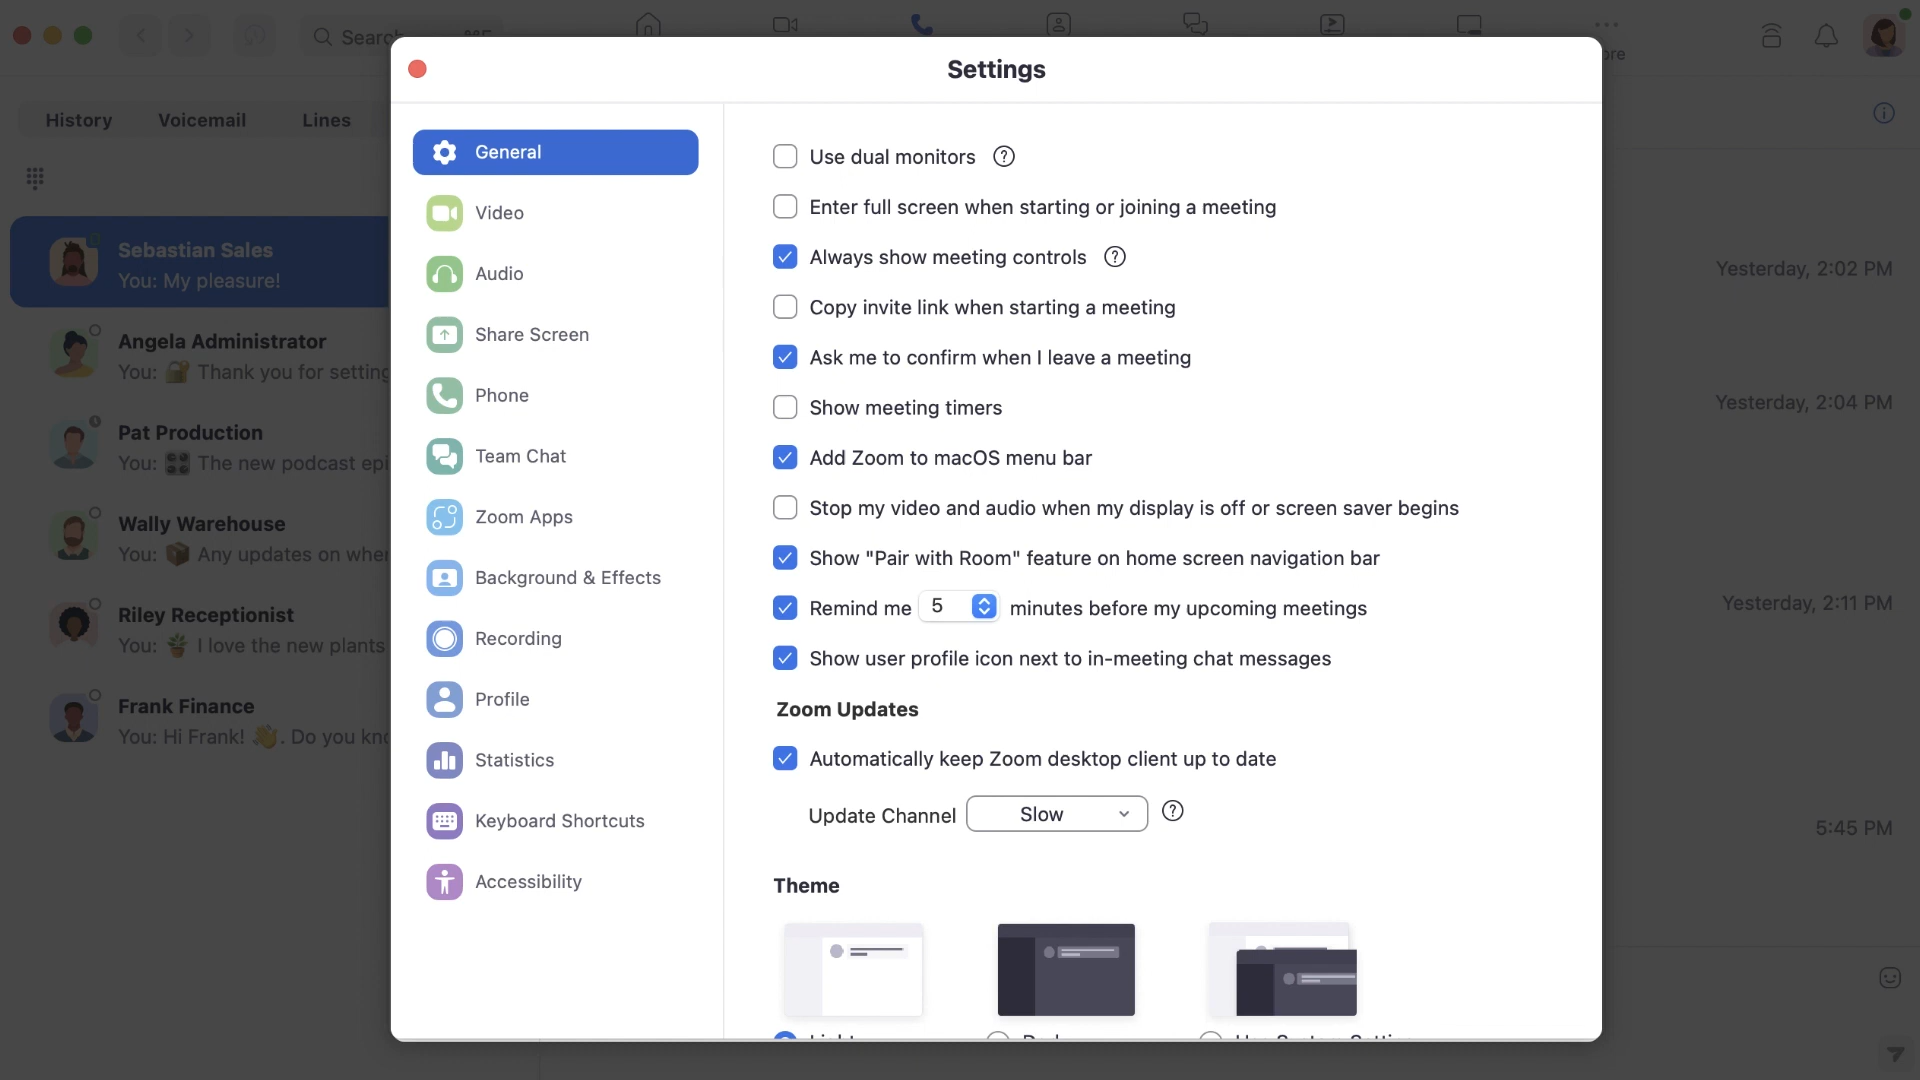 Search
ore
Settings
History
Voicemail
Lines
Sebastian Sales
You: My pleasure!
Angela Administrator
You: 🔐 Thank you for setting
Pat Production
You: 🎛️ The new podcast epi
Wally Warehouse
You: 📦 Any updates on when
Riley Receptionist
You: 🪴 I love the new plants
Frank Finance
You: Hi Frank! 👋. Do you kno
General
Video
Audio
Share Screen
Phone
Team Chat
Zoom Apps
Background & Effects
Recording
Profile
Statistics
Keyboard Shortcuts
Accessibility
Use dual monitors
Enter full screen when starting or joining a meeting
Always show meeting controls
Copy invite link when starting a meeting
Ask me to confirm when I leave a meeting
Show meeting timers
Add Zoom to macOS menu bar
Stop my video and audio when my display is off or screen saver begins
Show "Pair with Room" feature on home screen navigation bar
Remind me 5 minutes before my upcoming meetings
Show user profile icon next to in-meeting chat messages
Zoom Updates
Automatically keep Zoom desktop client up to date
Update Channel Slow
Theme
Yesterday, 2:02 PM
Yesterday, 2:04 PM
Yesterday, 2:11 PM
5:45 PM